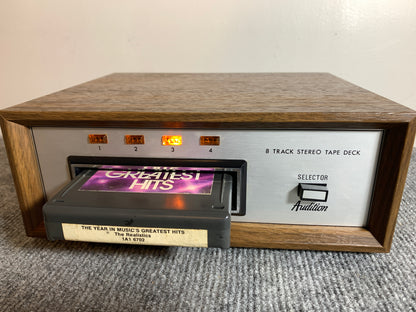 1 2 3 4
8 TRACK STEREO TAPE DECK
SELECTOR
Audition
GREATEST
HITS
THE YEAR IN MUSIC'S GREATEST HITS
The Realistics
1A1 6792